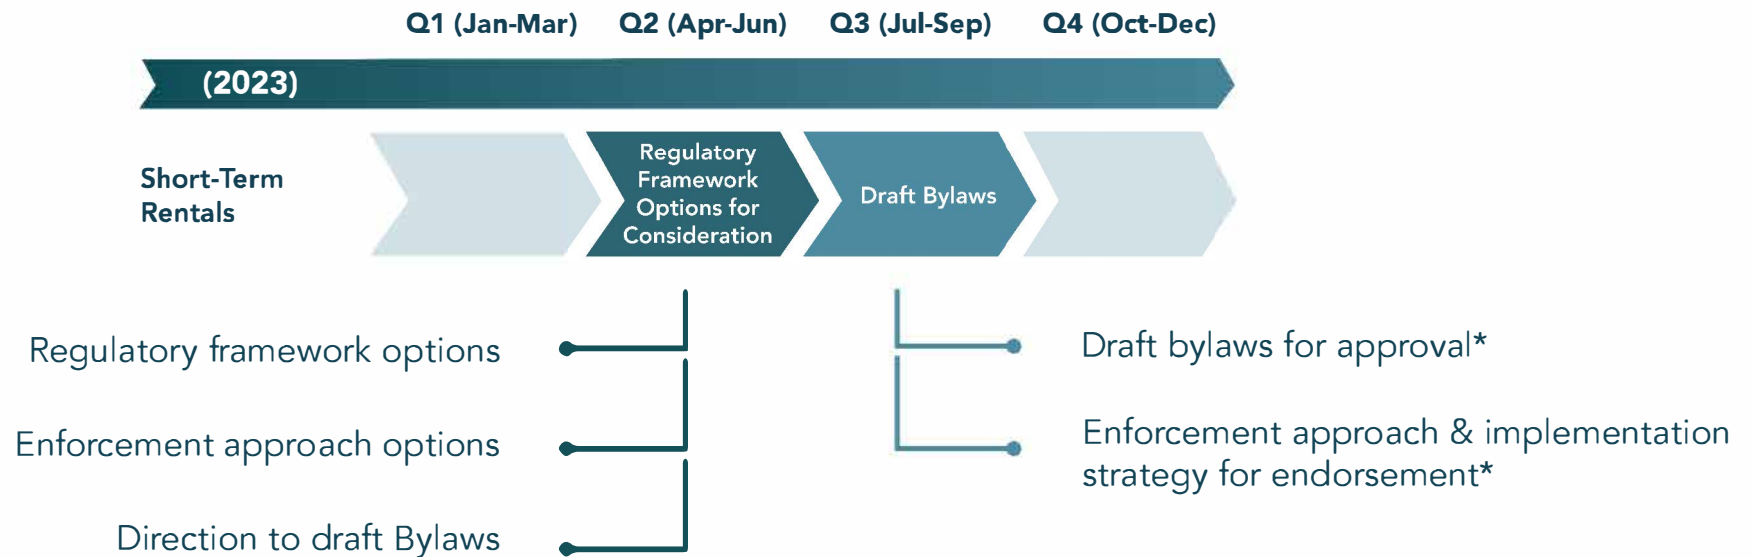 Q1 (Jan-Mar) Q2 (Apr-Jun) Q3 (Jul-Sep) Q4 (Oct-Dec)
(2023)
Short-Term
Rentals
Regulatory
Framework
Options for
Consideration
Draft Bylaws
Regulatory framework options
Enforcement approach options
Direction to draft Bylaws
Draft bylaws for approval*
Enforcement approach & implementation
strategy for endorsement*